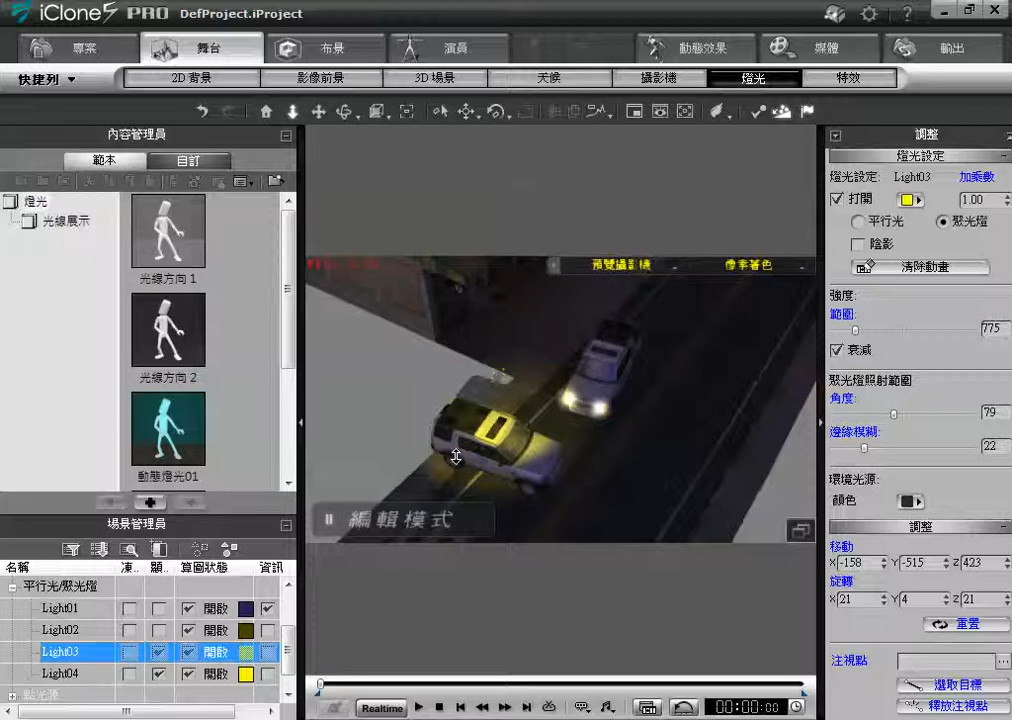 iClone5 PRO DefProject.iProject
專案 舞台 布景 演員 動態效果 媒體 輸出
快捷列 2D 背景 影像前景 3D 場景 天候 攝影機 燈光 特效
內容管理員
範本 自訂
燈光
光線展示
光線方向 1
光線方向 2
動態燈光01
預覽攝影機 像素著色
編輯模式
調整
燈光設定
燈光設定: Light03 加乘數
打開 1.00
平行光 聚光燈
陰影
清除動畫
強度:
範圍:
775
衰減
聚光燈照射範圍
角度:
79
邊緣模糊:
22
環境光源:
顏色
調整
移動
X -158 Y -515 Z 423
旋轉
X 21 Y 4 Z 21
重置
注視點
選取目標
釋放注視點
場景管理員
名稱 凍.. 顯.. 算圖狀態 資訊
平行光/聚光燈
Light01 開啟
Light02 開啟
Light03 開啟
Light04 開啟
點光源
Realtime 00:00:00